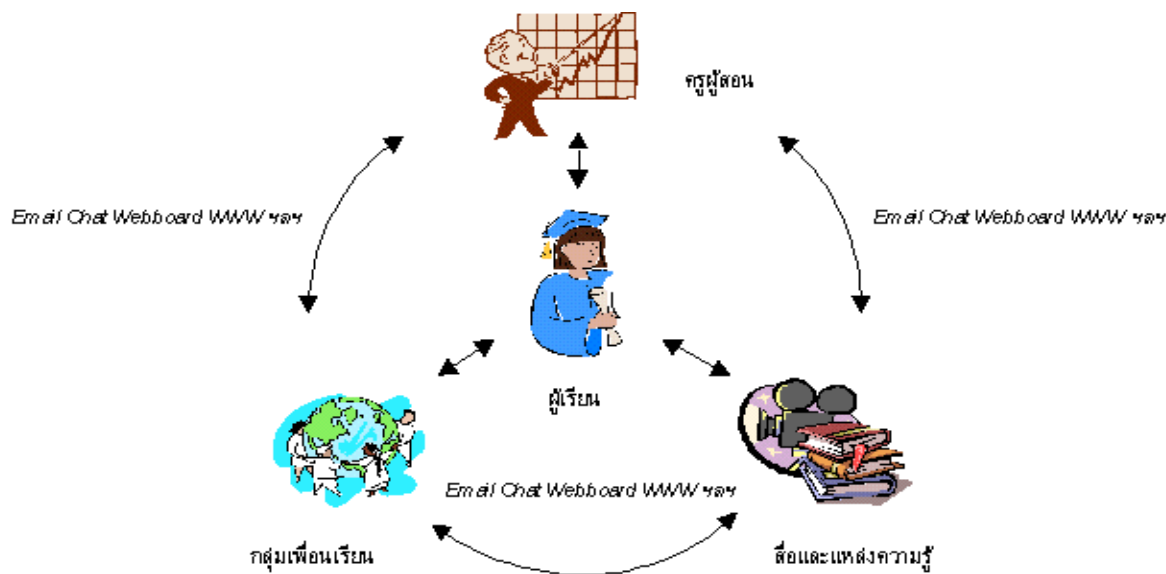 ครูผู้สอน
Email Chat Webboard WWW ฯลฯ
Email Chat Webboard WWW ฯลฯ
ผู้เรียน
Email Chat Webboard WWW ฯลฯ
กลุ่มเพื่อนเรียน
สื่อและแหล่งความรู้